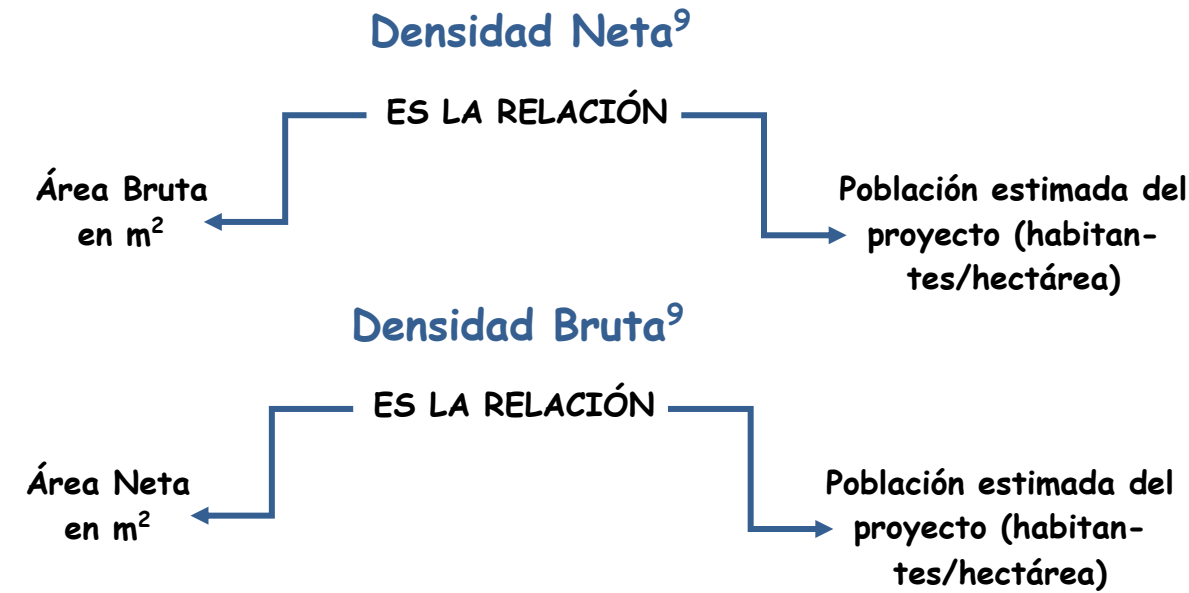 Densidad Neta⁹
ES LA RELACIÓN
Área Bruta
en m²
Población estimada del
proyecto (habitan-
tes/hectárea)
Densidad Bruta⁹
ES LA RELACIÓN
Área Neta
en m²
Población estimada del
proyecto (habitan-
tes/hectárea)